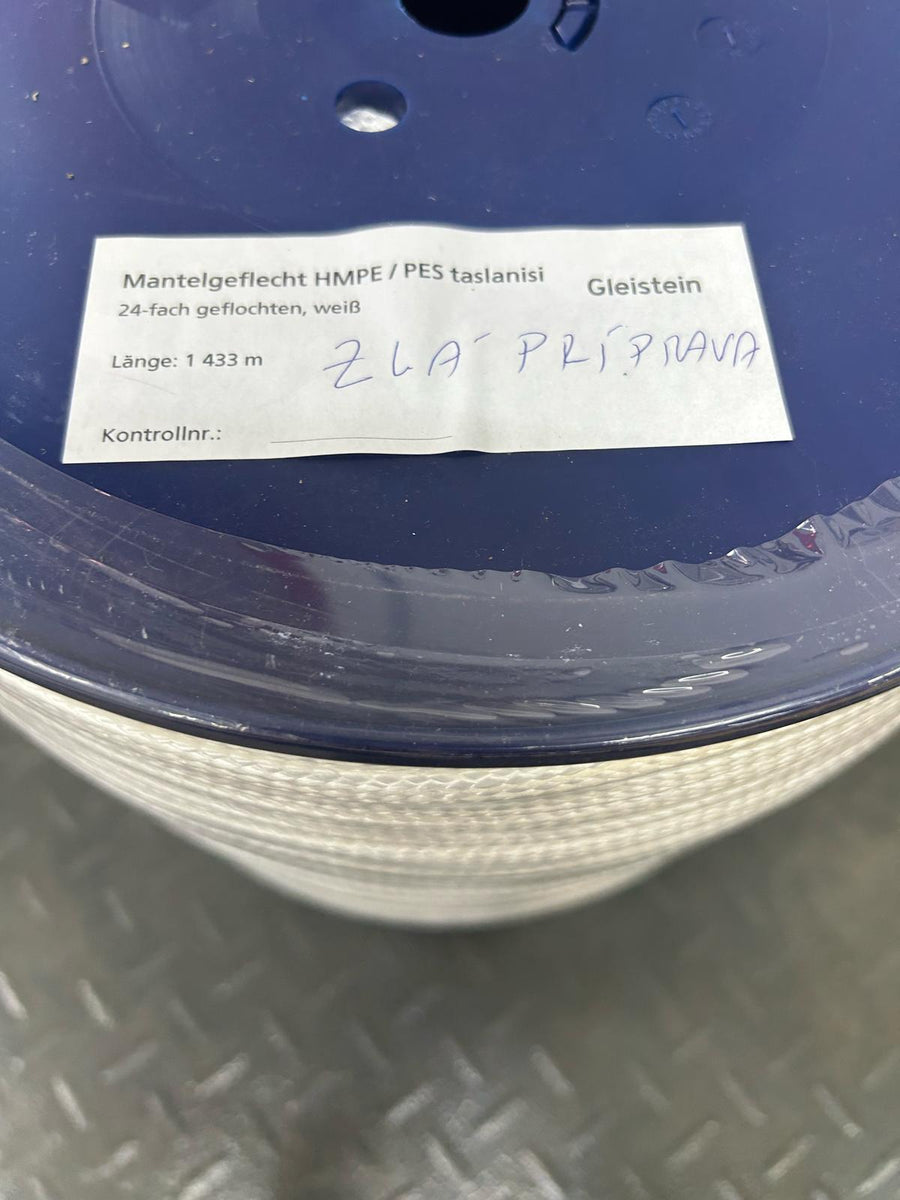 Mantelgeflecht HMPE / PES taslanisi
Gleistein
24-fach geflochten, weiß
Länge: 1 433 m
ZLÁ PRÍPRAVA
Kontrollnr.: